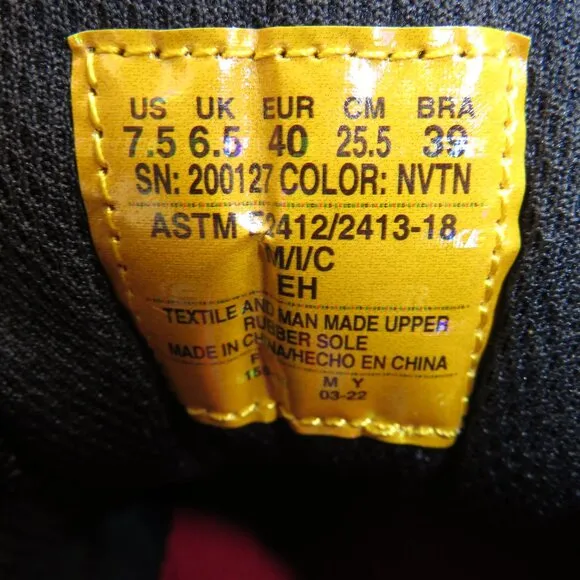 US UK EUR CM BRA
7.5 6.5 40 25.5 39
SN: 200127 COLOR: NVTN
ASTM F2412/2413-18
M/I/C
EH
TEXTILE AND MAN MADE UPPER
RUBBER SOLE
MADE IN CHINA/HECHO EN CHINA
M Y
03-22